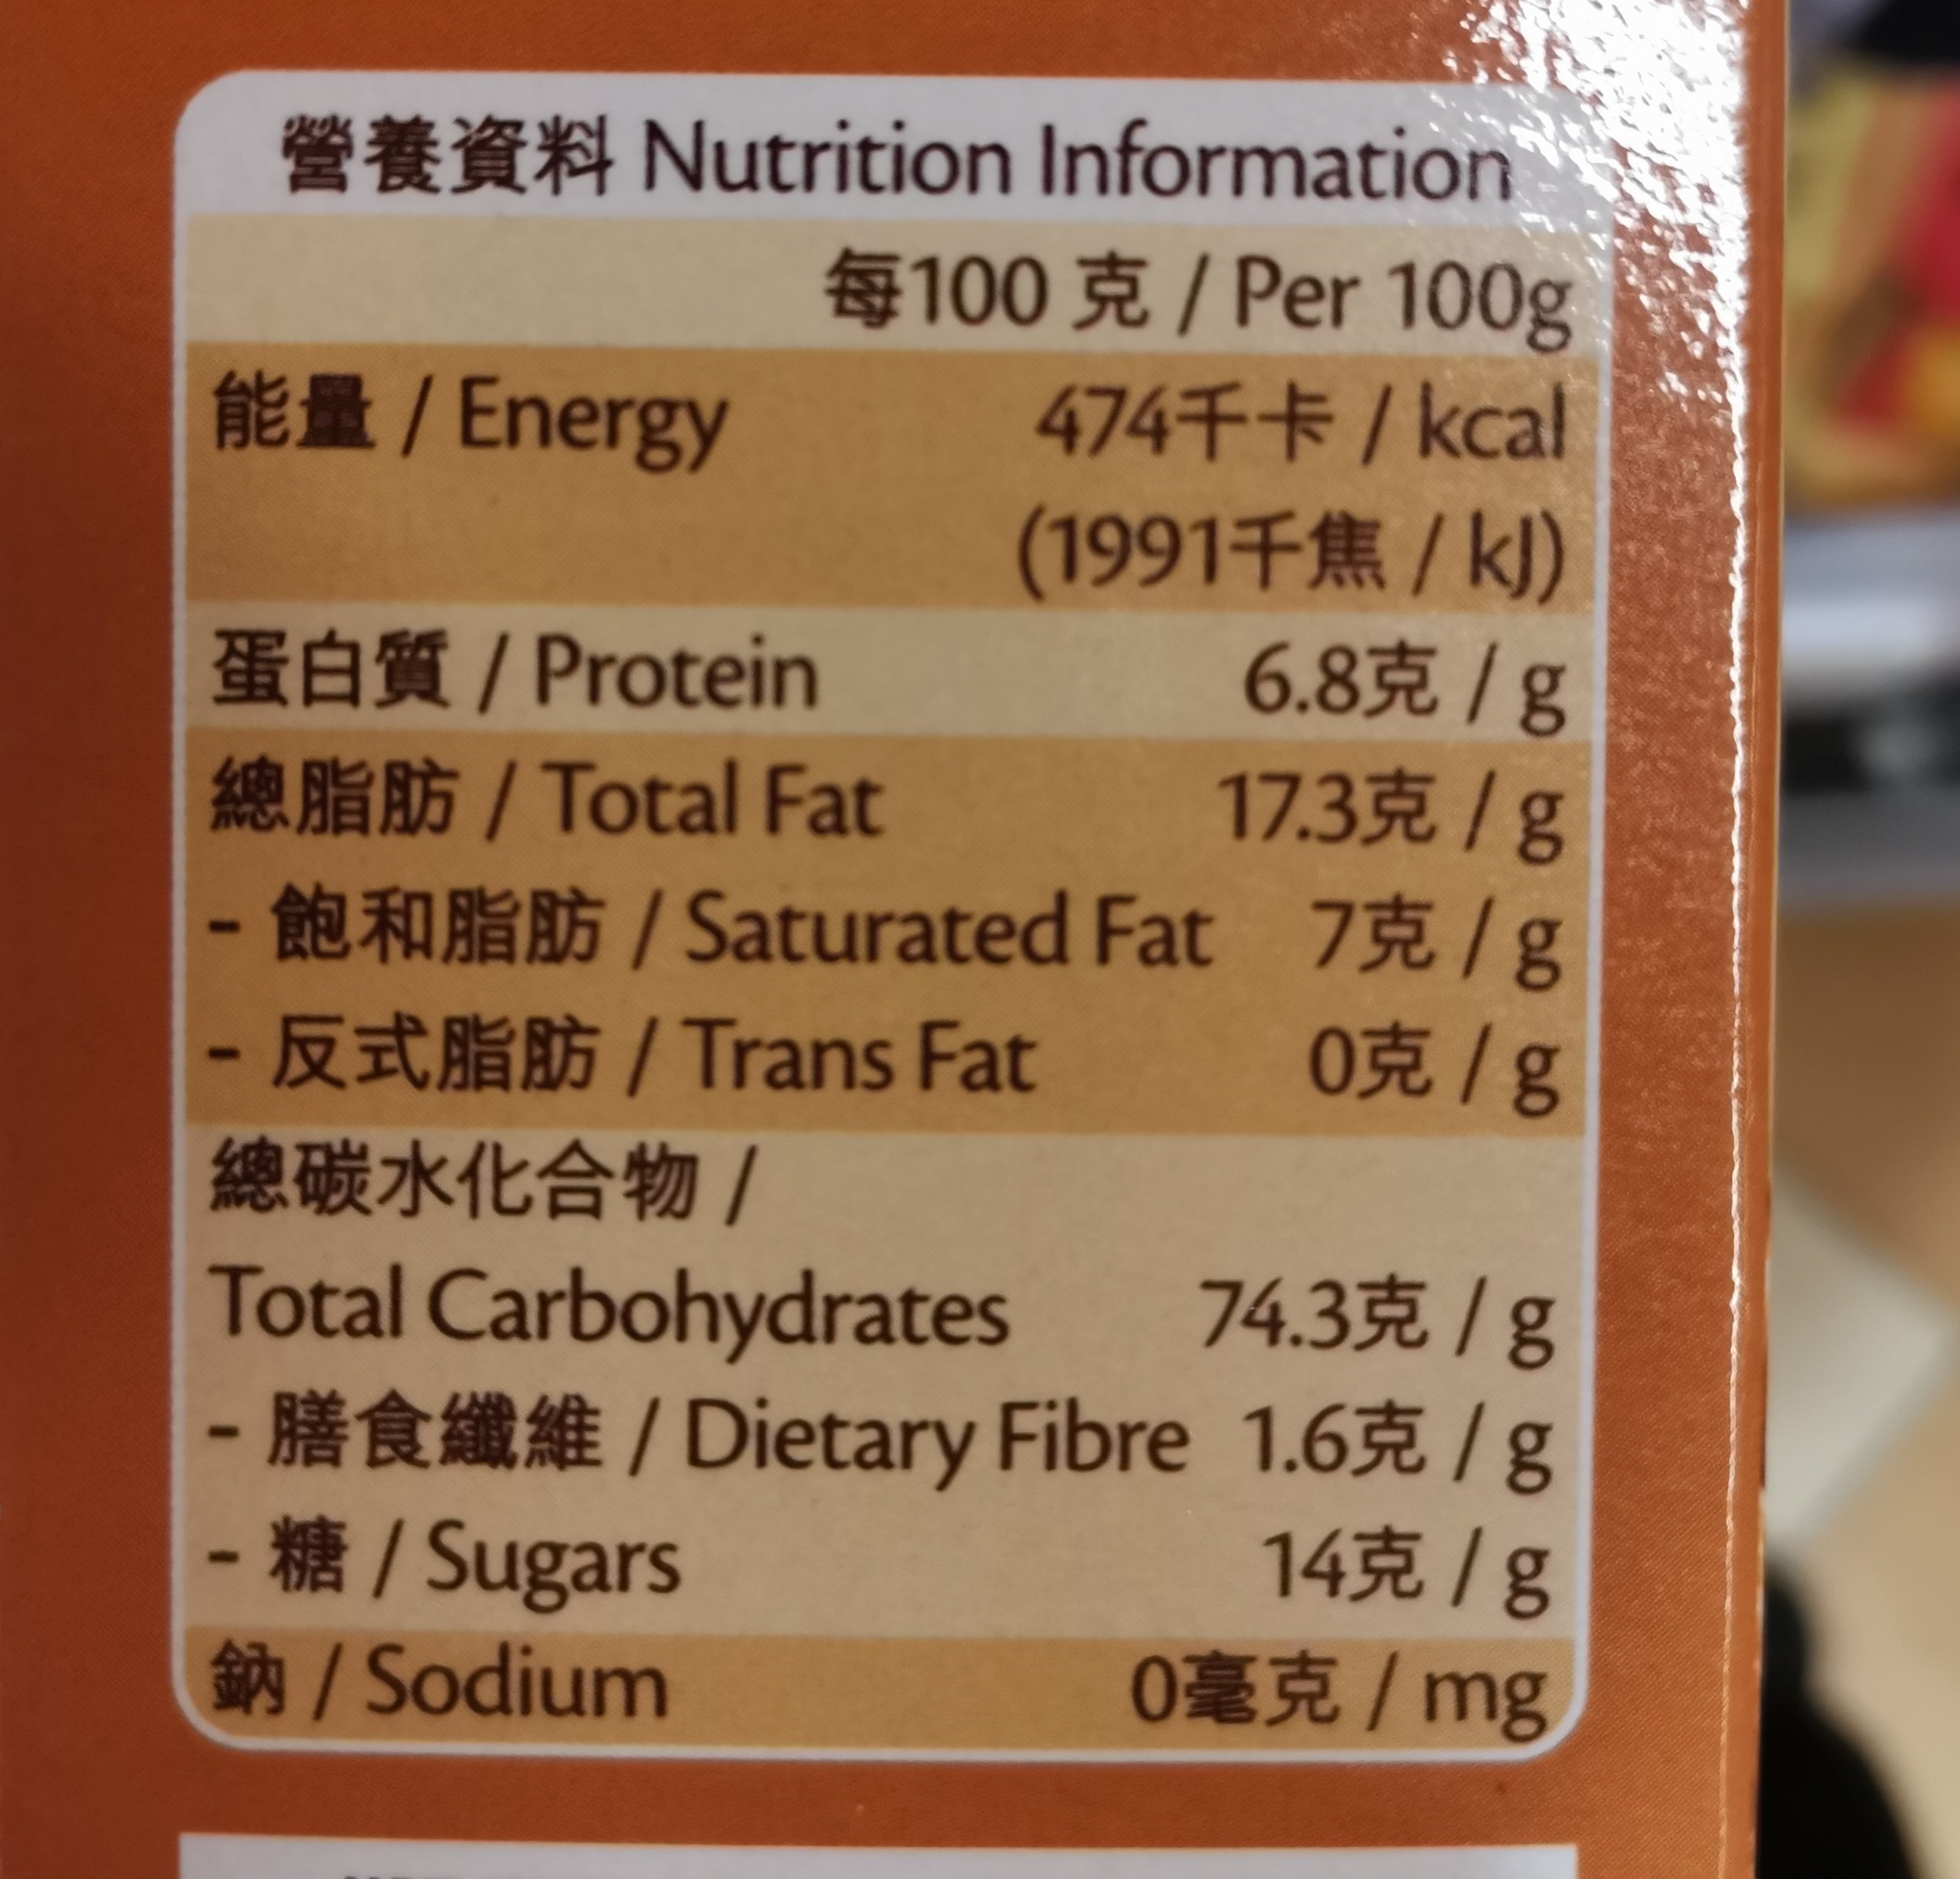 營養資料 Nutrition Information
每100 克 / Per 100g
能量 / Energy 474千卡 / kcal
(1991千焦 / kJ)
蛋白質 / Protein 6.8克 / g
總脂肪 / Total Fat 17.3克 / g
- 飽和脂肪 / Saturated Fat 7克 / g
- 反式脂肪 / Trans Fat 0克 / g
總碳水化合物 /
Total Carbohydrates 74.3克 / g
- 膳食纖維 / Dietary Fibre 1.6克 / g
- 糖 / Sugars 14克 / g
鈉 / Sodium 0毫克 / mg